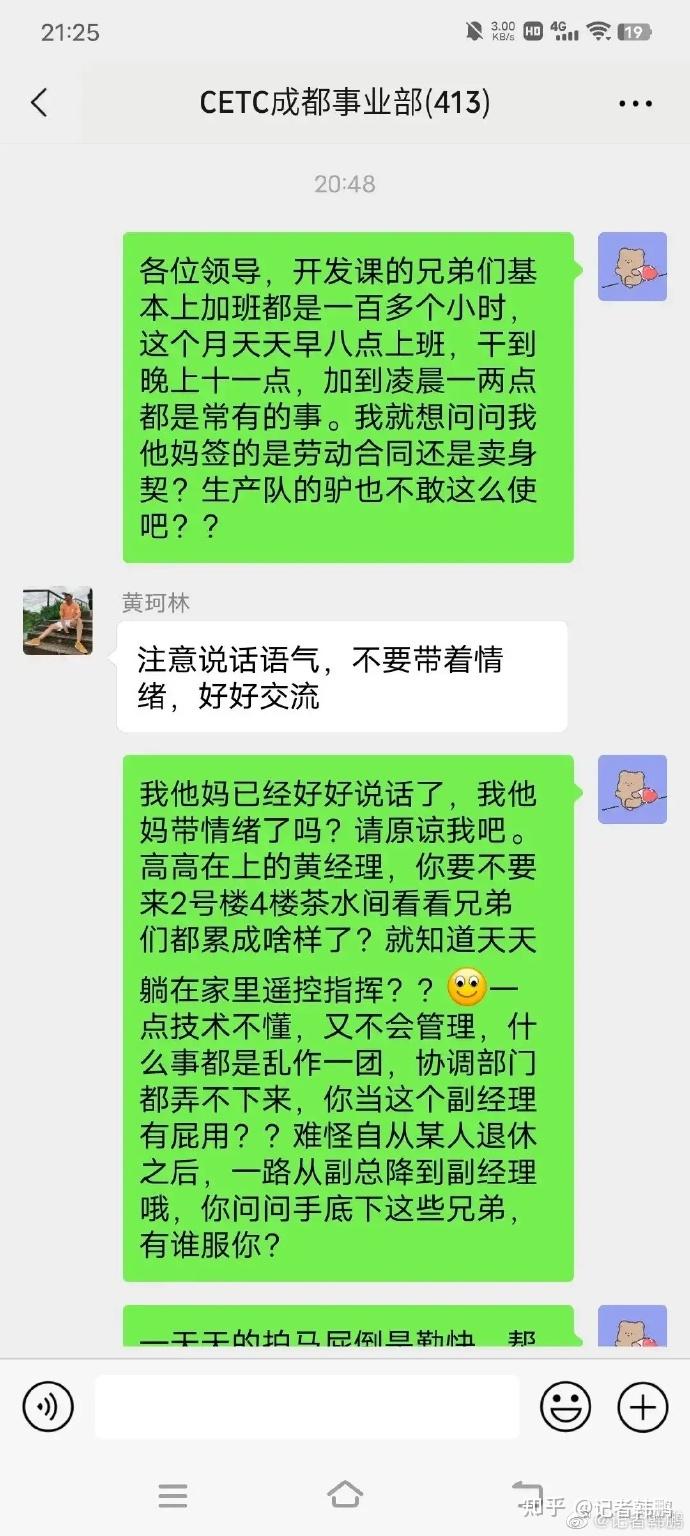 21:25
3.00
KB/s
HD
4G
19
CETC成都事业部(413)
20:48
各位领导，开发课的兄弟们基
本上加班都是一百多个小时，
这个月天天早八点上班，干到
晚上十一点，加到凌晨一两点
都是常有的事。我就想问问我
他妈签的是劳动合同还是卖身
契？生产队的驴也不敢这么使
吧？？
黄珂林
注意说话语气，不要带着情
绪，好好交流
我他妈已经好好说话了，我他
妈带情绪了吗？请原谅我吧。
高高在上的黄经理，你要不要
来2号楼4楼茶水间看看兄弟
们都累成啥样了？就知道天天
躺在家里遥控指挥？？一
点技术不懂，又不会管理，什
么事都是乱作一团，协调部门
都弄不下来，你当这个副经理
有屁用？？难怪自从某人退休
之后，一路从副总降到副经理
哦，你问问手底下这些兄弟，
有谁服你？
一天天的拍马屁倒是勤快，帮
知乎 @记者韩鹏
@记者韩鹏